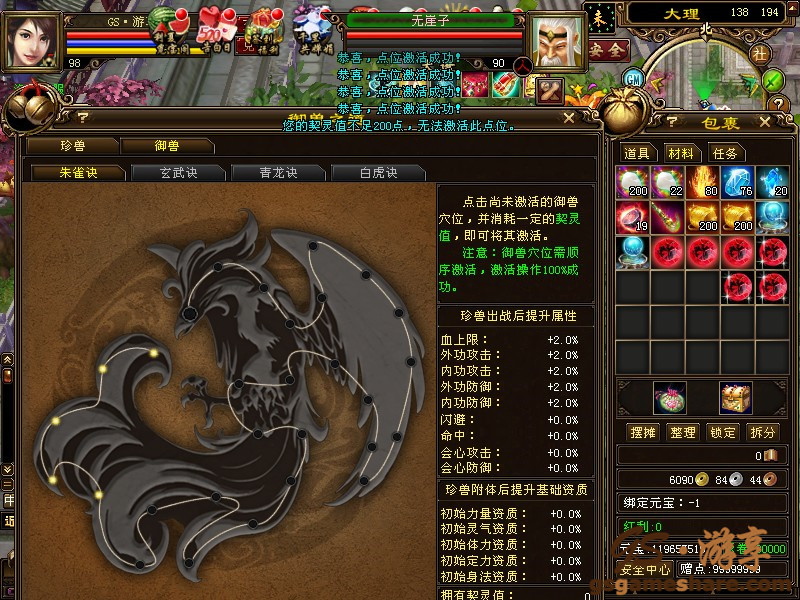 GS·游
无崖子
未
大理
138 194
北
安全
社
GM
98
90
恭喜，点位激活成功！
恭喜，点位激活成功！
恭喜，点位激活成功！
恭喜，点位激活成功！
您的契灵值不足200点，无法激活此点位。
包裹
珍兽
御兽
朱雀诀
玄武诀
青龙诀
白虎诀
点击尚未激活的御兽
穴位，并消耗一定的契灵
值，即可将其激活。
注意：御兽穴位需顺
序激活，激活操作100%成
功。
珍兽出战后提升属性
血上限： +2.0%
外功攻击： +2.0%
内功攻击： +2.0%
外功防御： +2.0%
内功防御： +2.0%
闪避： +0.0%
命中： +0.0%
会心攻击： +0.0%
会心防御： +0.0%
珍兽附体后提升基础资质
初始力量资质： +0.0%
初始灵气资质： +0.0%
初始体力资质： +0.0%
初始定力资质： +0.0%
初始身法资质： +0.0%
拥有契灵值： 0
道具
材料
任务
200
22
80
76
20
19
200
200
摆摊
整理
锁定
拆分
0
6090 84 44
绑定元宝：-1
红利:0
安全中心
赠点:99999999
GS·游享